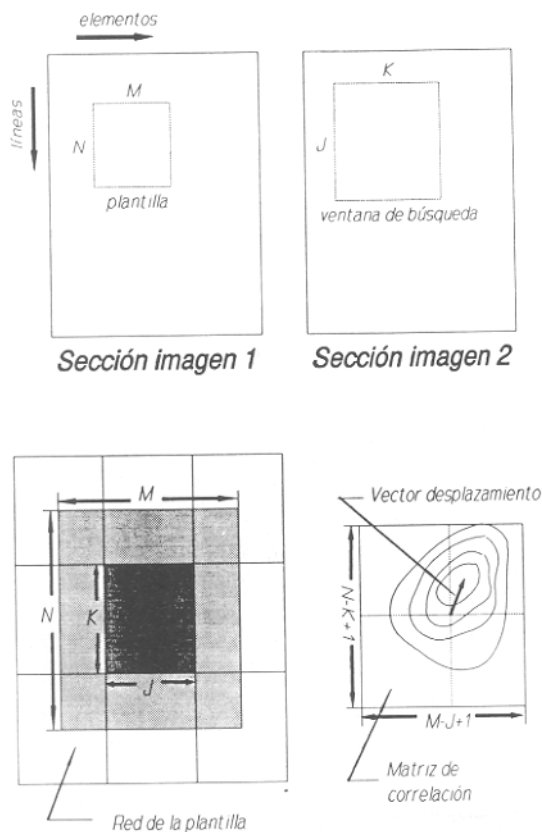 elementos
líneas
M
N
plantilla
K
J
ventana de búsqueda
Sección imagen 1
Sección imagen 2
M
N
K
J
Red de la plantilla
Vector desplazamiento
N-K+1
M-J+1
Matriz de
correlación